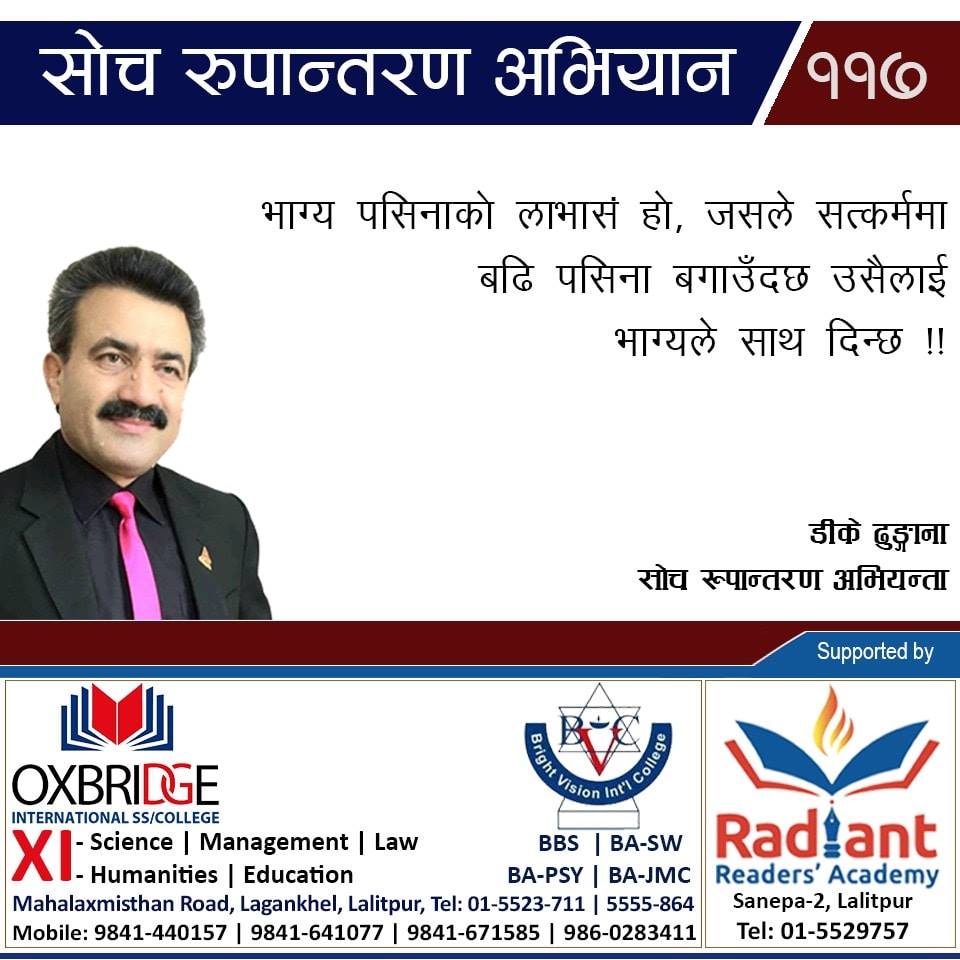 सोच रुपान्तरण अभियान ११७
भाग्य पसिनाको लाभासं हो, जसले सत्कर्ममा
बढि पसिना बगाउँदछ उसैलाई
भाग्यले साथ दिन्छ !!
डीके ढुङ्गाना
सोच रूपान्तरण अभियन्ता
Supported by
OXBRIDGE
INTERNATIONAL SS/COLLEGE
XI - Science | Management | Law
- Humanities | Education
BVC
Bright Vision Int'l College
BBS | BA-SW
BA-PSY | BA-JMC
Mahalaxmisthan Road, Lagankhel, Lalitpur, Tel: 01-5523-711 | 5555-864
Mobile: 9841-440157 | 9841-641077 | 9841-671585 | 986-0283411
Radiant
Readers' Academy
Sanepa-2, Lalitpur
Tel: 01-5529757